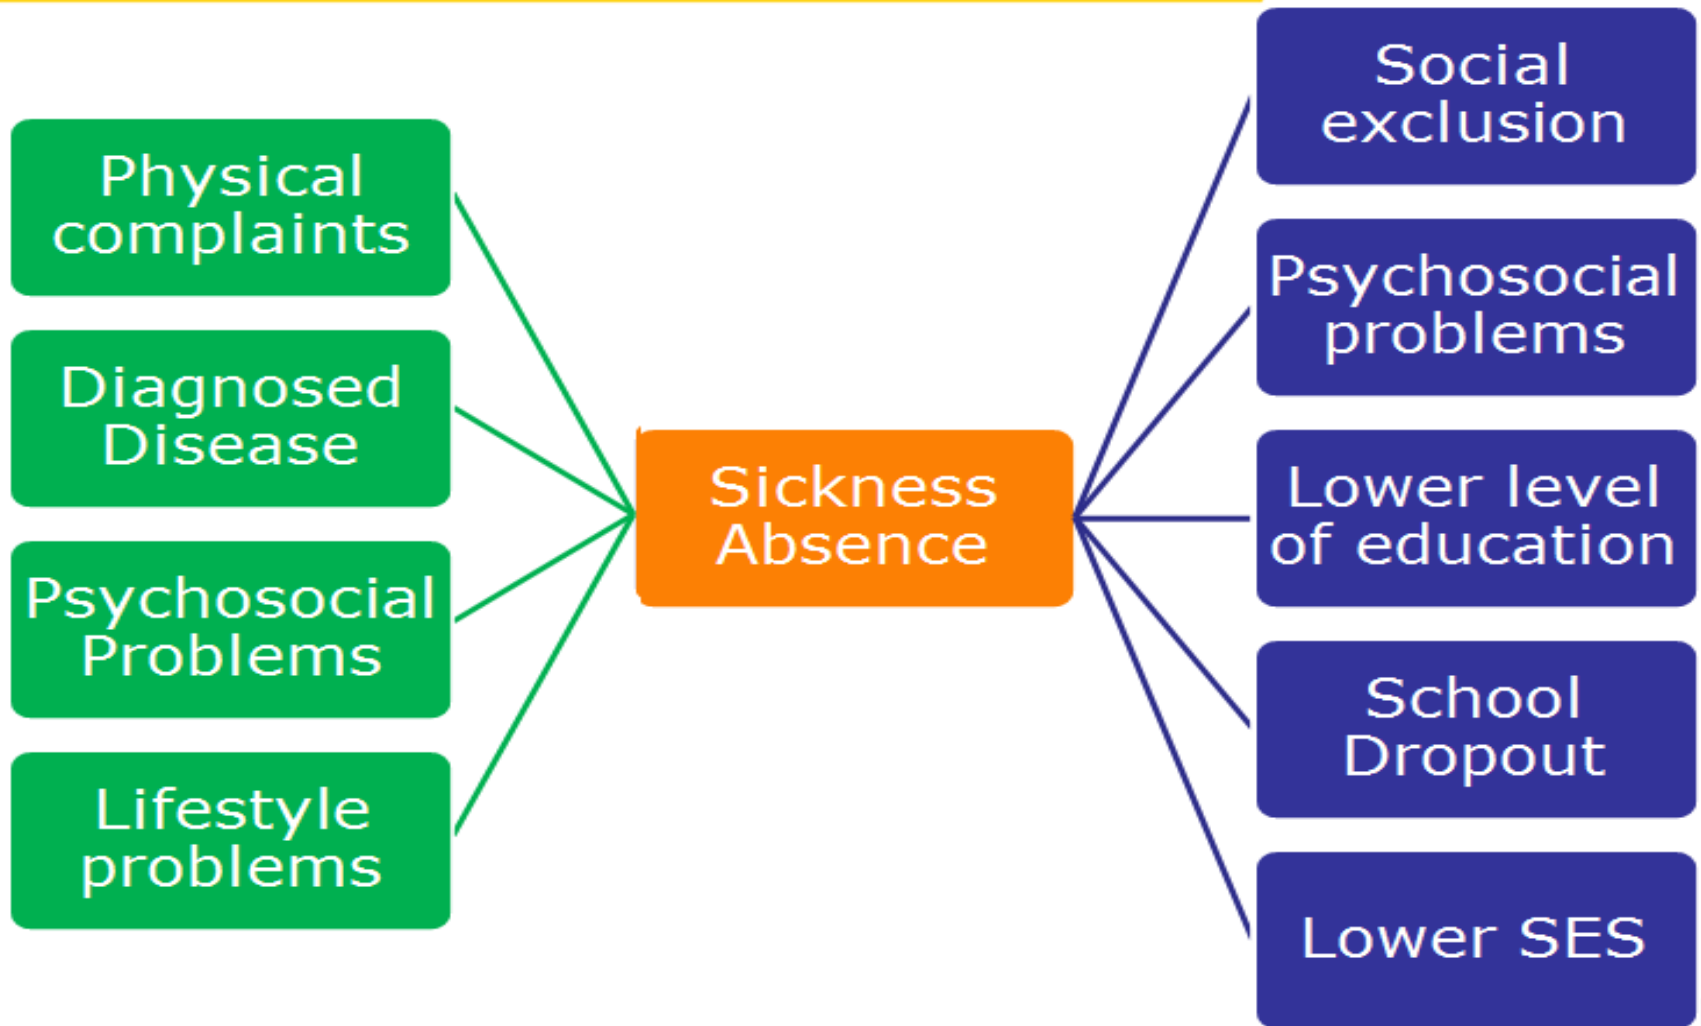 Physical
complaints
Diagnosed
Disease
Psychosocial
Problems
Lifestyle
problems
Sickness
Absence
Social
exclusion
Psychosocial
problems
Lower level
of education
School
Dropout
Lower SES